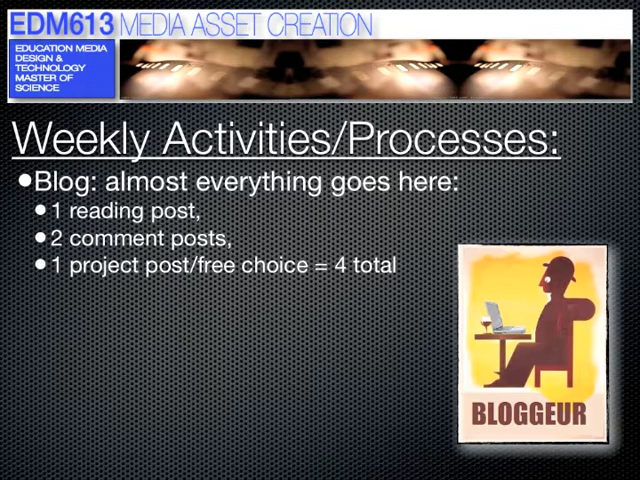 EDM613 MEDIA ASSET CREATION
EDUCATION MEDIA
DESIGN &
TECHNOLOGY
MASTER OF
SCIENCE
Weekly Activities/Processes:
•Blog: almost everything goes here:
•1 reading post,
•2 comment posts,
•1 project post/free choice = 4 total
BLOGGEUR